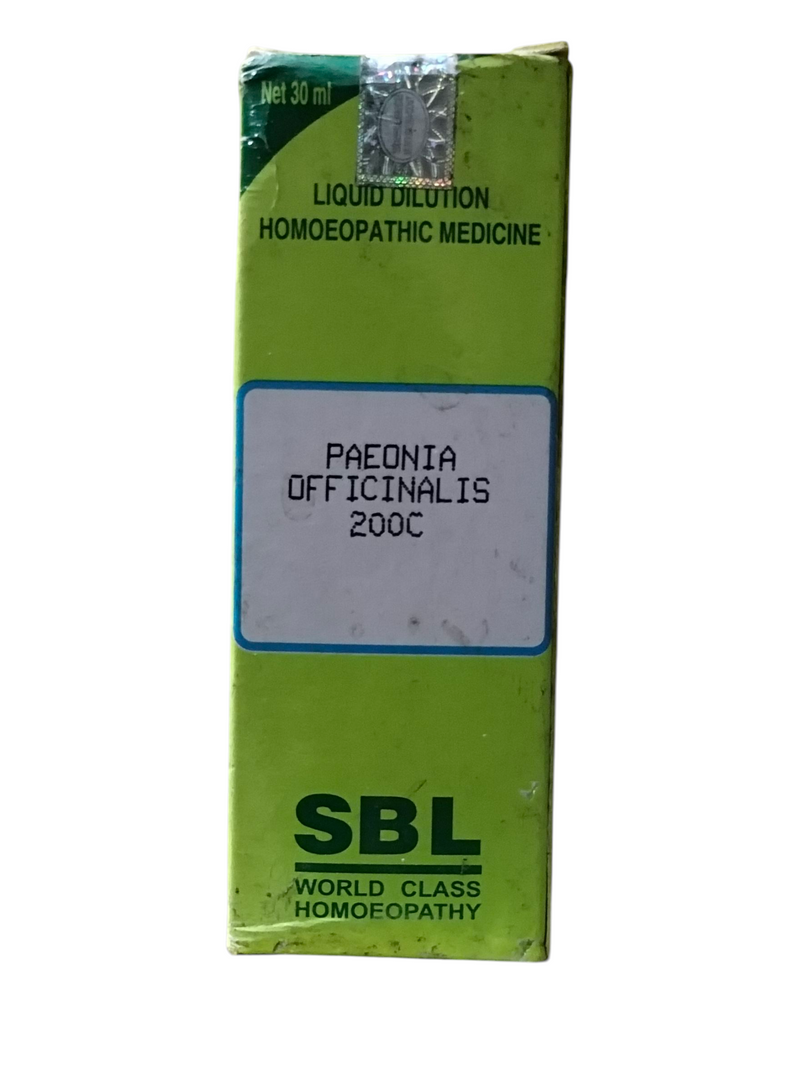 Net 30 ml
LIQUID DILUTION
HOMOEOPATHIC MEDICINE
PAEONIA
OFFICINALIS
200C
SBL
WORLD CLASS
HOMOEOPATHY